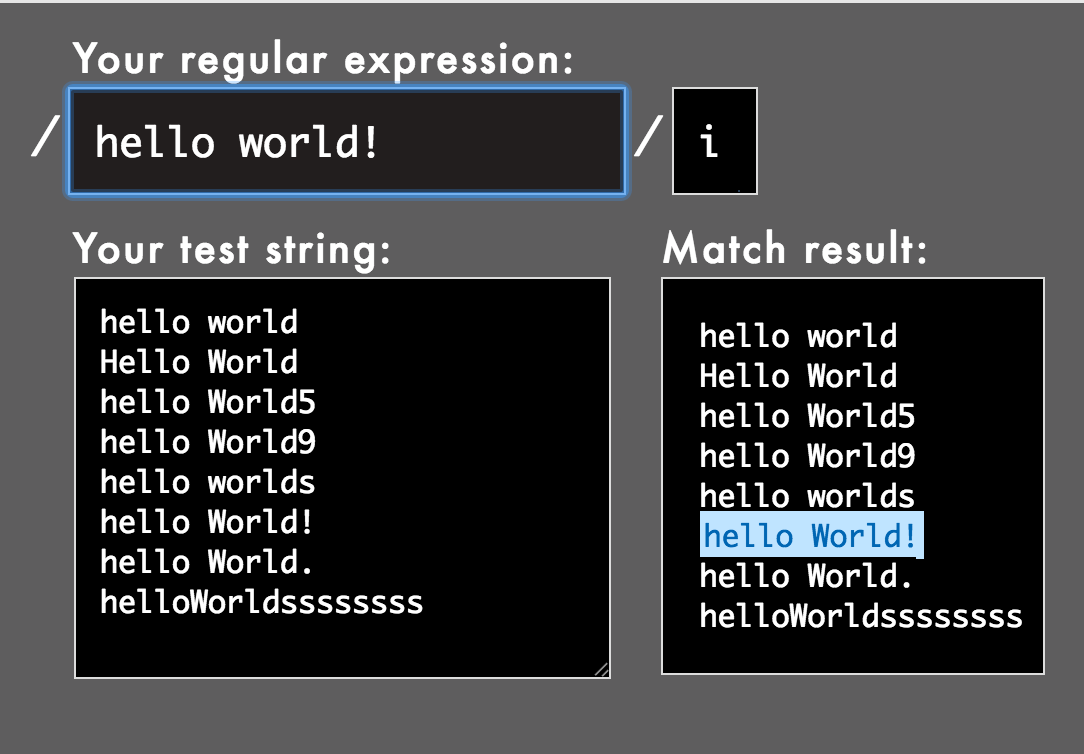 Your regular expression:
/ hello world! / i
Your test string:
hello world
Hello World
hello World5
hello World9
hello worlds
hello World!
hello World.
helloWorldssssssss
Match result:
hello world
Hello World
hello World5
hello World9
hello worlds
hello World!
hello World.
helloWorldssssssss